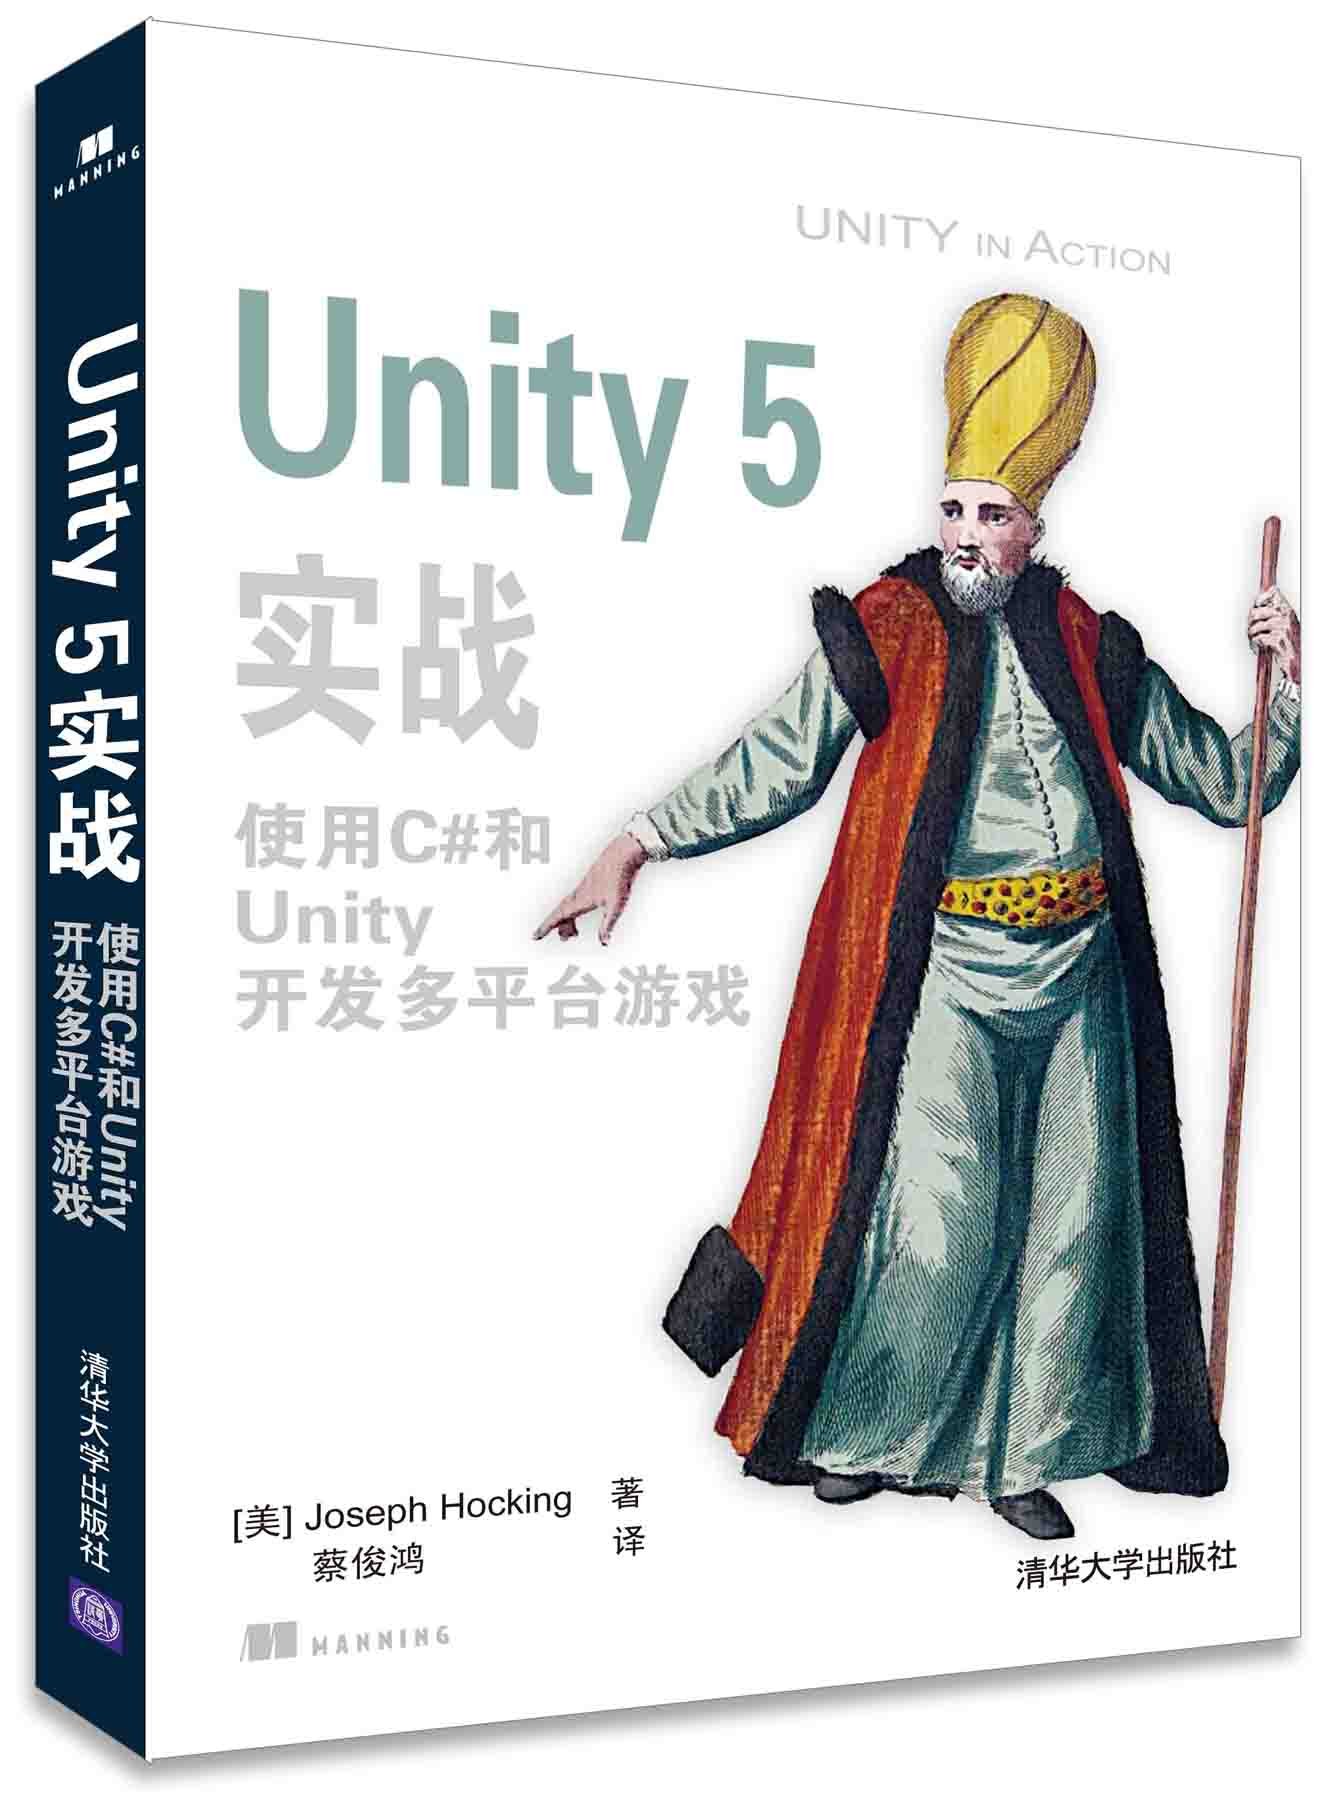 MANNING
Unity 5实战
使用C#和Unity
开发多平台游戏
清华大学出版社
UNITY IN ACTION
Unity 5
实战
使用C#和
Unity
开发多平台游戏
[美] Joseph Hocking 著
蔡俊鸿 译
MANNING
清华大学出版社